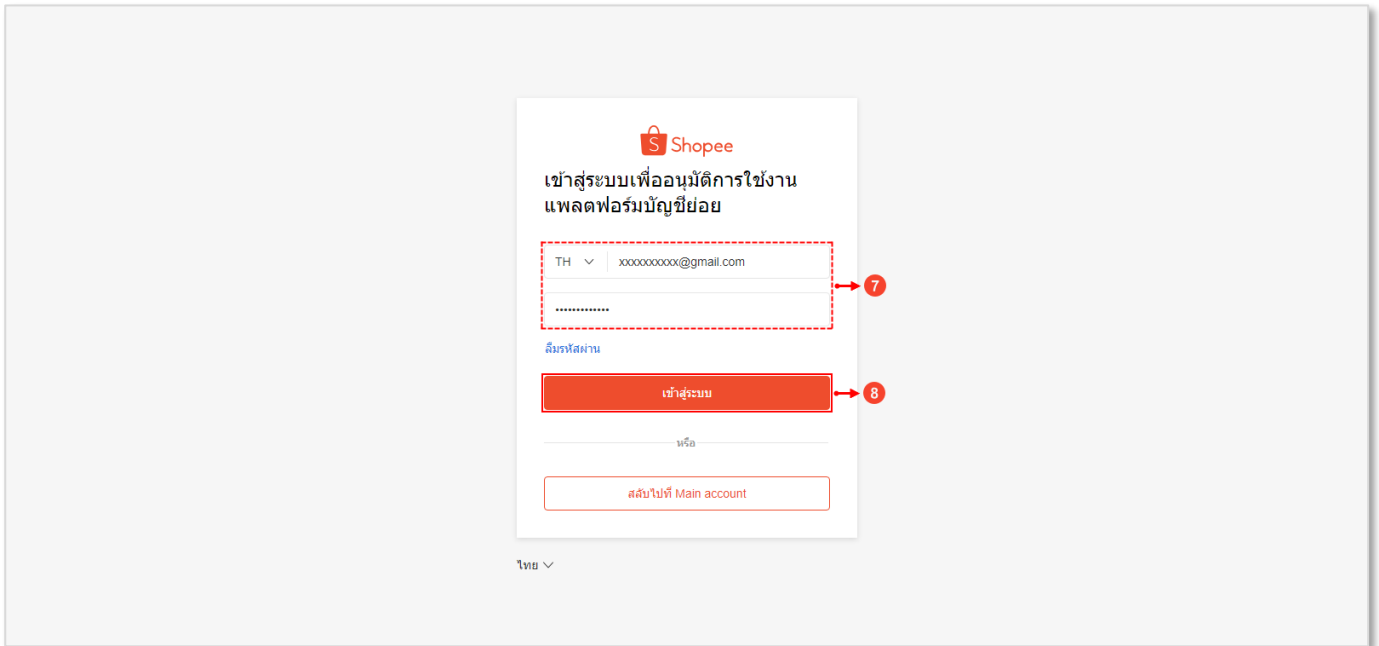 Shopee
เข้าสู่ระบบเพื่ออนุมัติการใช้งาน
แพลตฟอร์มบัญชีย่อย
TH xxxxxxxxxx@gmail.com
7
•••••••••••••
ลืมรหัสผ่าน
เข้าสู่ระบบ
8
หรือ
สลับไปที่ Main account
ไทย